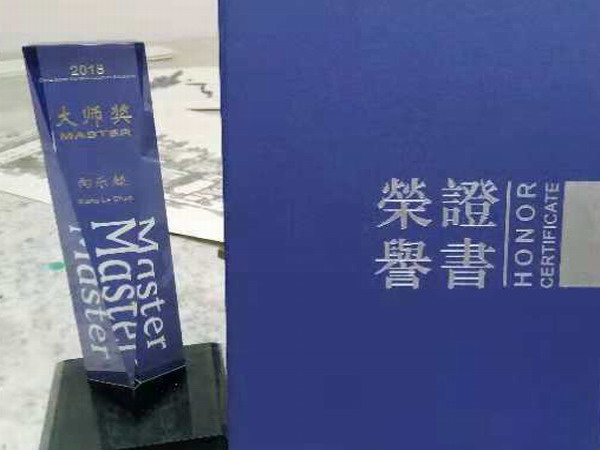 2018
大师奖
MASTER
Master
Master
Master
榮證
譽書
HONOR
CERTIFICATE